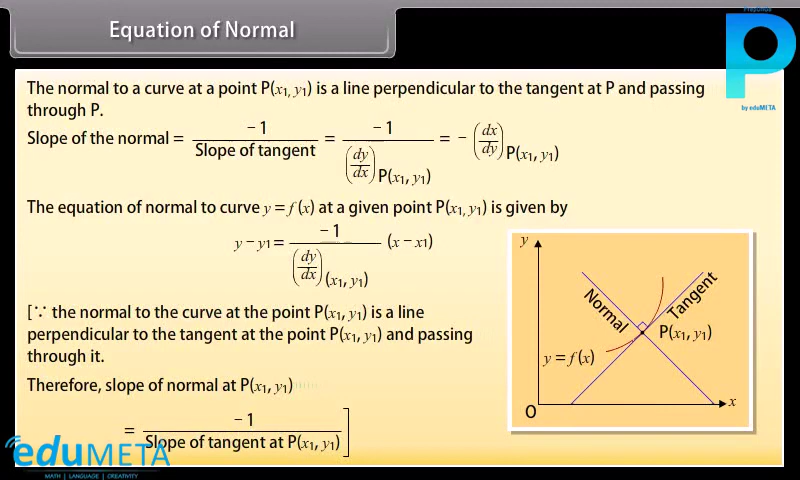 Equation of Normal
Prepunds
P
by eduMETA
The normal to a curve at a point P(x₁, y₁) is a line perpendicular to the tangent at P and passing
through P.
Slope of the normal = −1 / Slope of tangent = −1 / (dy/dx)P(x₁, y₁) = − (dx/dy)P(x₁, y₁)
The equation of normal to curve y = f(x) at a given point P(x₁, y₁) is given by
y − y₁ = −1 / (dy/dx)(x₁, y₁) (x − x₁)
[∵ the normal to the curve at the point P(x₁, y₁) is a line
perpendicular to the tangent at the point P(x₁, y₁) and passing
through it.
Therefore, slope of normal at P(x₁, y₁)
= −1 / Slope of tangent at P(x₁, y₁) ]
y
Normal
Tangent
P(x₁, y₁)
y = f(x)
O
x
eduMETA
MATH | LANGUAGE | CREATIVITY